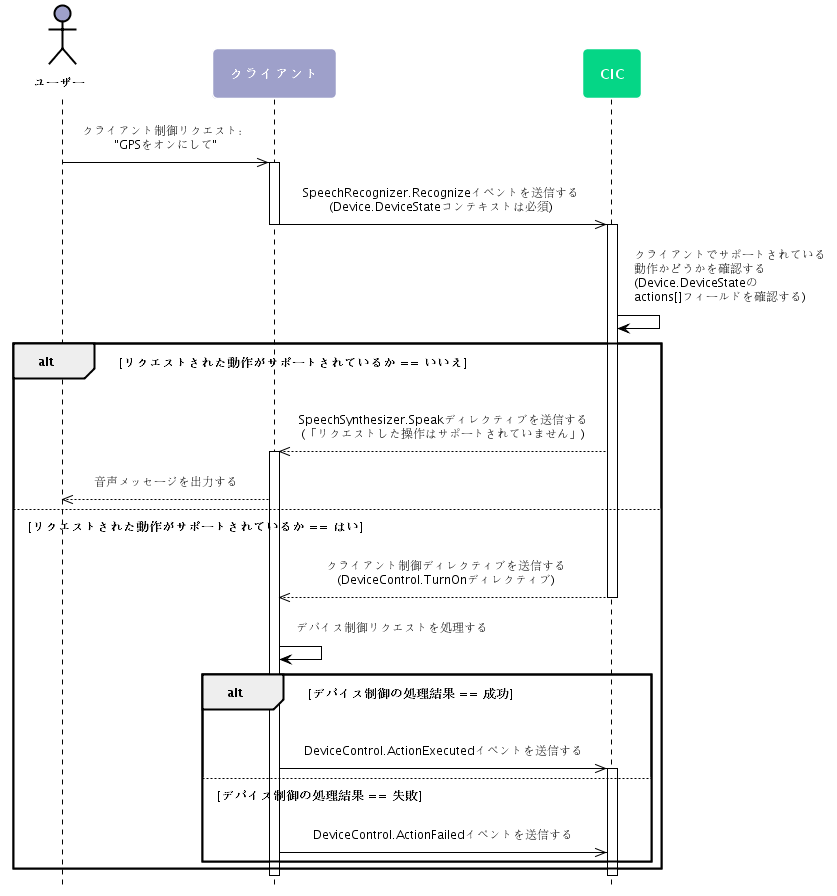 ユーザー
クライアント
CIC
クライアント制御リクエスト:
"GPSをオンにして"
SpeechRecognizer.Recognizeイベントを送信する
(Device.DeviceStateコンテキストは必須)
クライアントでサポートされている
動作かどうかを確認する
(Device.DeviceStateの
actions[]フィールドを確認する)
alt
[リクエストされた動作がサポートされているか == いいえ]
SpeechSynthesizer.Speakディレクティブを送信する
(「リクエストした操作はサポートされていません」)
音声メッセージを出力する
[リクエストされた動作がサポートされているか == はい]
クライアント制御ディレクティブを送信する
(DeviceControl.TurnOnディレクティブ)
デバイス制御リクエストを処理する
alt
[デバイス制御の処理結果 == 成功]
DeviceControl.ActionExecutedイベントを送信する
[デバイス制御の処理結果 == 失敗]
DeviceControl.ActionFailedイベントを送信する